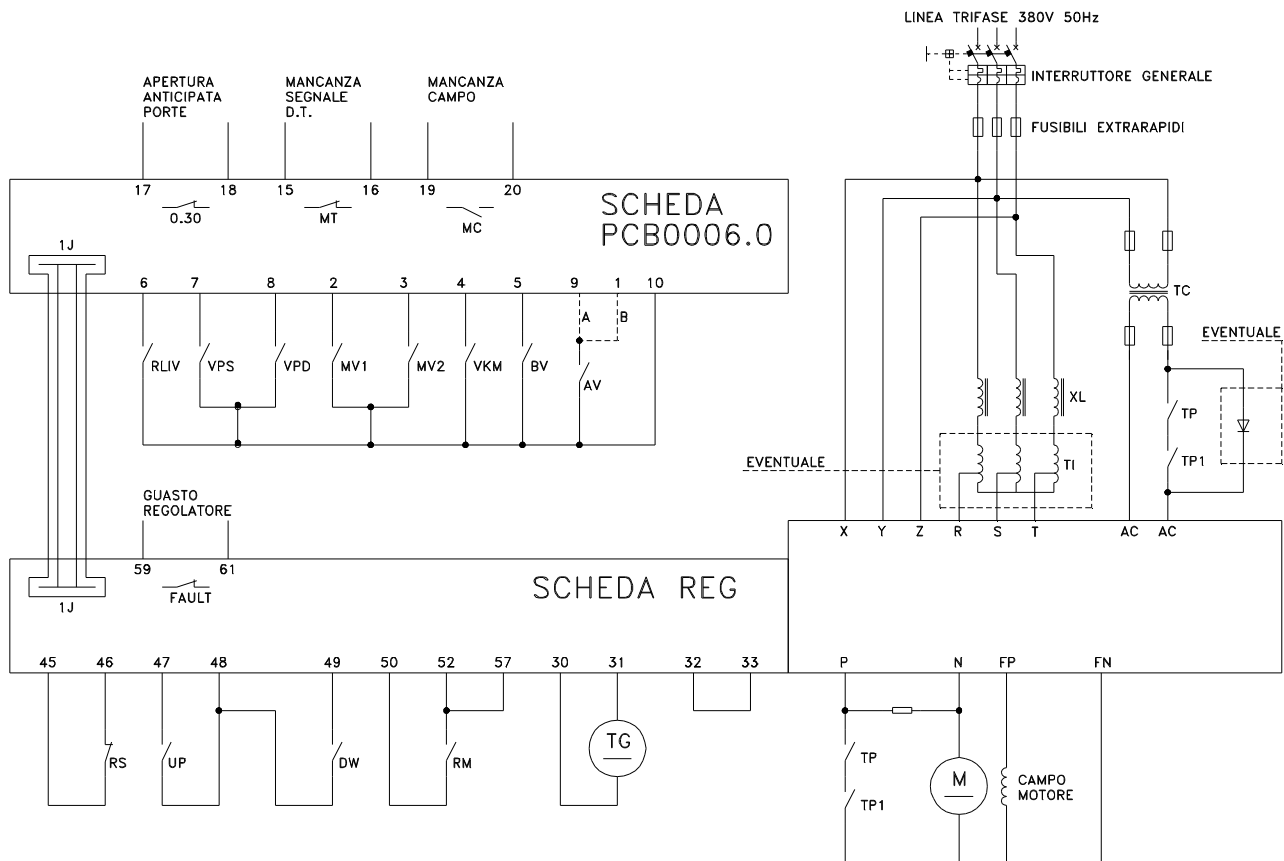 LINEA TRIFASE 380V 50Hz
INTERRUTTORE GENERALE
FUSIBILI EXTRARAPIDI
APERTURA
ANTICIPATA
PORTE
MANCANZA
SEGNALE
D.T.
MANCANZA
CAMPO
17 18 15 16 19 20
0.30 MT MC
SCHEDA
PCB0006.0
1J
6 7 8 2 3 4 5 9 1 10
A B
RLIV VPS VPD MV1 MV2 VKM BV AV
TC
EVENTUALE
XL
TP
TP1
EVENTUALE
TI
GUASTO
REGOLATORE
X Y Z R S T AC AC
59 61
FAULT
SCHEDA REG
1J
45 46 47 48 49 50 52 57 30 31 32 33
P N FP FN
RS UP DW RM TG
TP
TP1
M
CAMPO
MOTORE